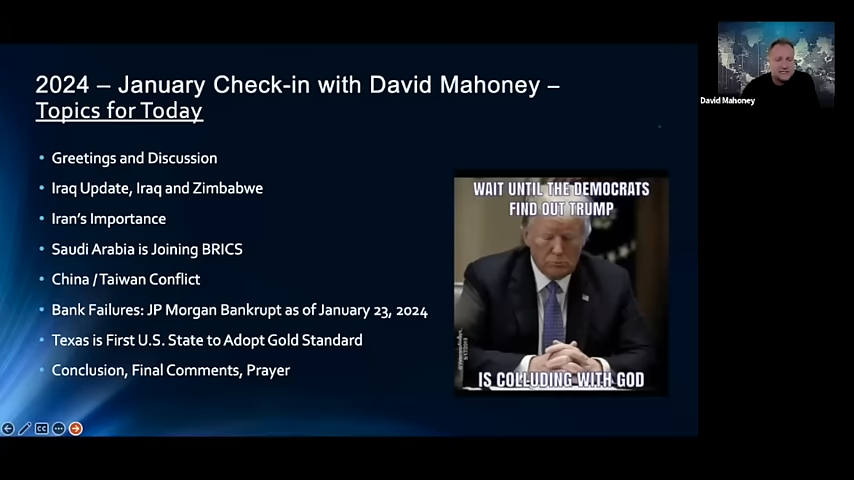 2024 – January Check-in with David Mahoney –
Topics for Today
• Greetings and Discussion
• Iraq Update, Iraq and Zimbabwe
• Iran's Importance
• Saudi Arabia is Joining BRICS
• China / Taiwan Conflict
• Bank Failures: JP Morgan Bankrupt as of January 23, 2024
• Texas is First U.S. State to Adopt Gold Standard
• Conclusion, Final Comments, Prayer
WAIT UNTIL THE DEMOCRATS
FIND OUT TRUMP
IS COLLUDING WITH GOD
CC
David Mahoney